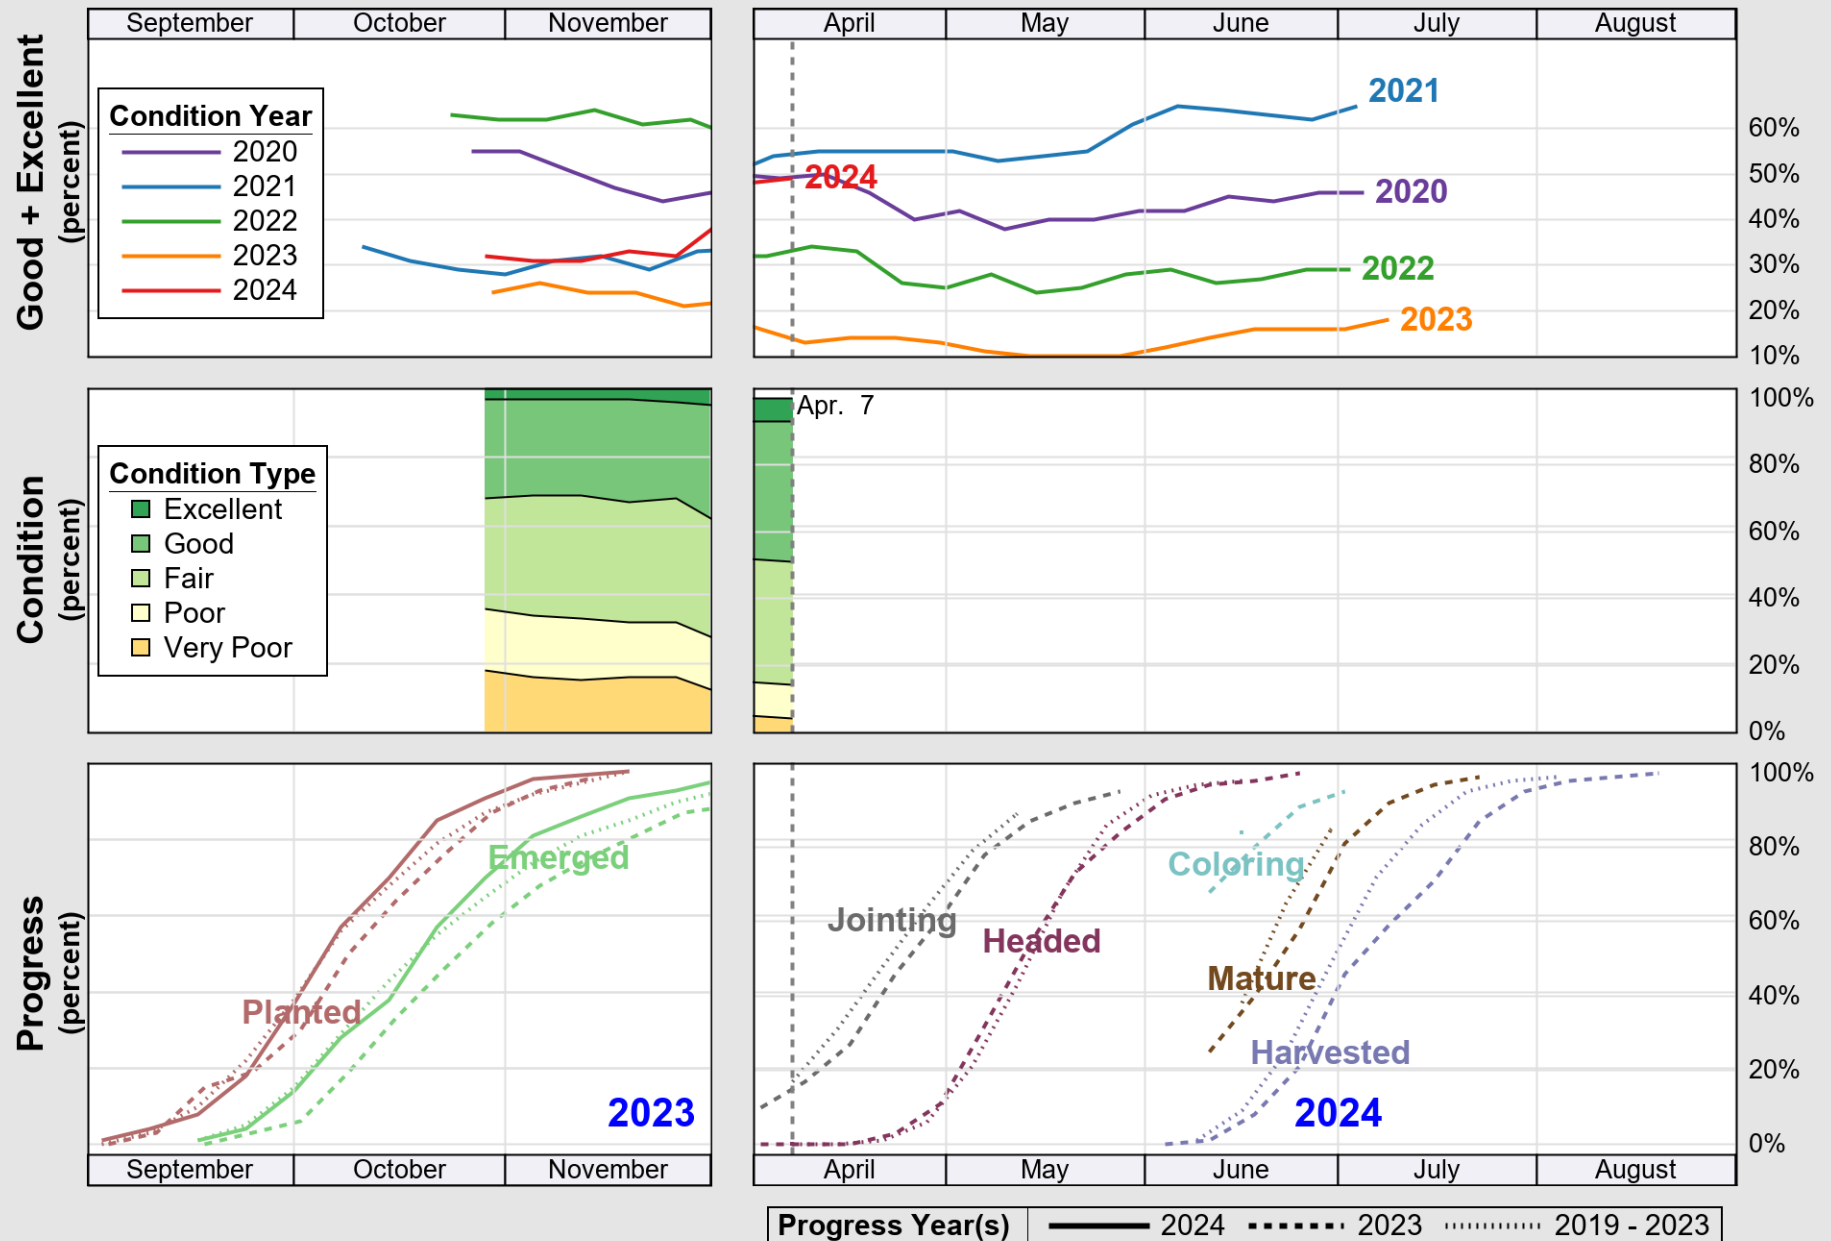 September October November April May June July August
Good + Excellent
(percent)
Condition Year
2020
2021
2022
2023
2024
2021
2024
2020
2022
2023
60%
50%
40%
30%
20%
10%
Condition
(percent)
Condition Type
Excellent
Good
Fair
Poor
Very Poor
Apr. 7
100%
80%
60%
40%
20%
0%
Progress
(percent)
Planted
Emerged
2023
Jointing
Headed
Coloring
Mature
Harvested
2024
100%
80%
60%
40%
20%
0%
September October November April May June July August
Progress Year(s) 2024 2023 2019 - 2023